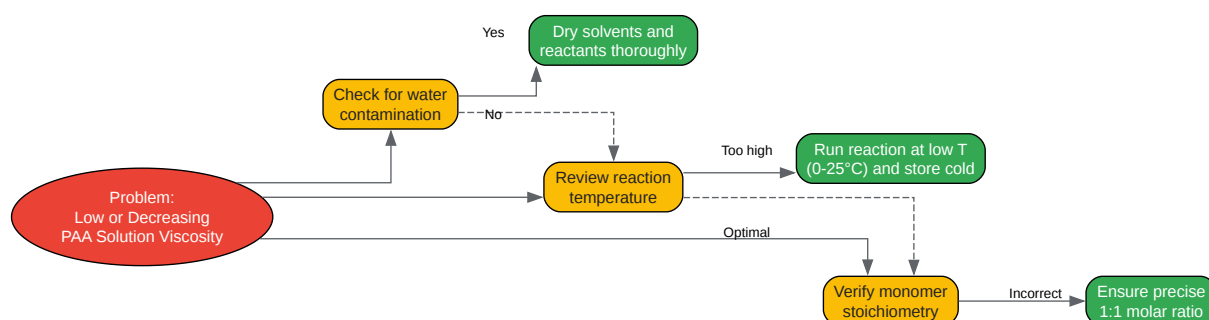 Yes
Dry solvents and
reactants thoroughly
Check for water
contamination
No
Too high
Run reaction at low T
(0-25°C) and store cold
Review reaction
temperature
Problem:
Low or Decreasing
PAA Solution Viscosity
Optimal
Verify monomer
stoichiometry
Incorrect
Ensure precise
1:1 molar ratio